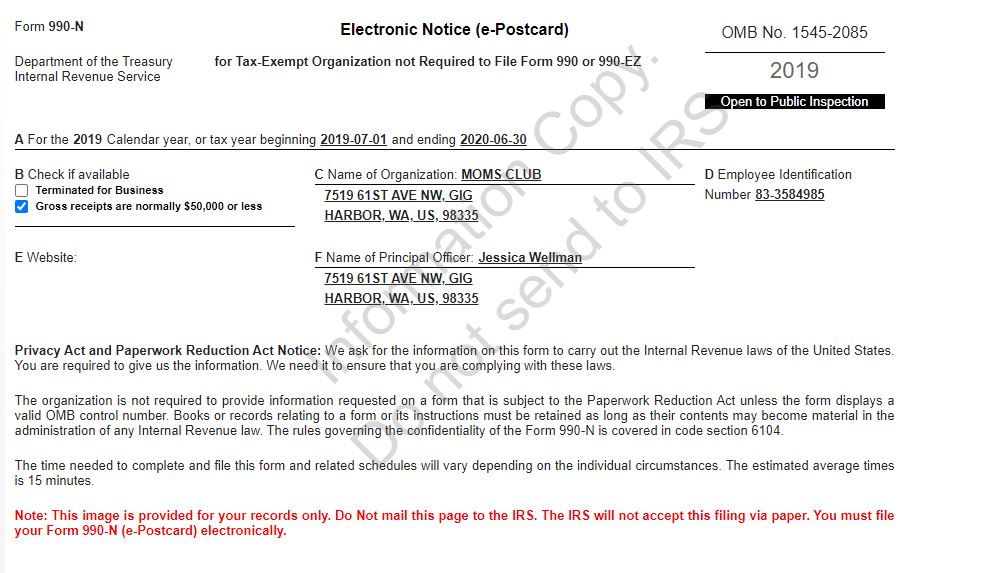 Form 990-N
Electronic Notice (e-Postcard)
OMB No. 1545-2085
Department of the Treasury
Internal Revenue Service
for Tax-Exempt Organization not Required to File Form 990 or 990-EZ
2019
Open to Public Inspection
A For the 2019 Calendar year, or tax year beginning 2019-07-01 and ending 2020-06-30
B Check if available
Terminated for Business
Gross receipts are normally $50,000 or less
C Name of Organization: MOMS CLUB
7519 61ST AVE NW, GIG
HARBOR, WA, US, 98335
D Employee Identification
Number 83-3584985
E Website:
F Name of Principal Officer: Jessica Wellman
7519 61ST AVE NW, GIG
HARBOR, WA, US, 98335
Privacy Act and Paperwork Reduction Act Notice: We ask for the information on this form to carry out the Internal Revenue laws of the United States.
You are required to give us the information. We need it to ensure that you are complying with these laws.
The organization is not required to provide information requested on a form that is subject to the Paperwork Reduction Act unless the form displays a
valid OMB control number. Books or records relating to a form or its instructions must be retained as long as their contents may become material in the
administration of any Internal Revenue law. The rules governing the confidentiality of the Form 990-N is covered in code section 6104.
The time needed to complete and file this form and related schedules will vary depending on the individual circumstances. The estimated average times
is 15 minutes.
Note: This image is provided for your records only. Do Not mail this page to the IRS. The IRS will not accept this filing via paper. You must file
your Form 990-N (e-Postcard) electronically.
Information Copy.
Do not send to IRS